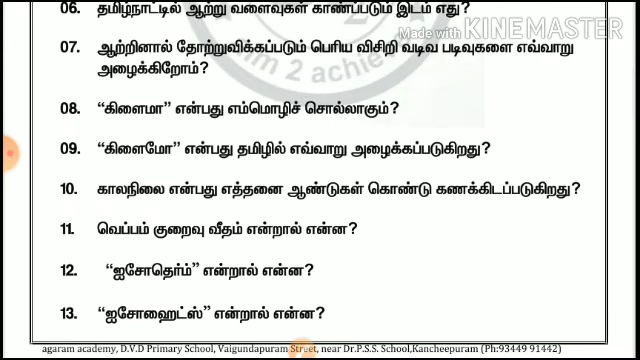 06. தமிழ்நாட்டில் ஆற்று வளைவுகள் காணப்படும் இடம் எது?
Made with KINEMASTER
07. ஆற்றினால் தோற்றுவிக்கப்படும் பெரிய விசிறி வடிவ படிவுகளை எவ்வாறு
அழைக்கிறோம்?
08. “கிளைமா” என்பது எம்மொழிச் சொல்லாகும்?
09. “கிளைமோ” என்பது தமிழில் எவ்வாறு அழைக்கப்படுகிறது?
10. காலநிலை என்பது எத்தனை ஆண்டுகள் கொண்டு கணக்கிடப்படுகிறது?
11. வெப்பம் குறைவு வீதம் என்றால் என்ன?
12. “ஐசோதெர்ம்” என்றால் என்ன?
13. “ஐசோஹைட்ஸ்” என்றால் என்ன?
agaram academy, D.V.D Primary School, Vaigundapuram Street, near Dr.P.S.S. School,Kancheepuram (Ph:93449 91442)